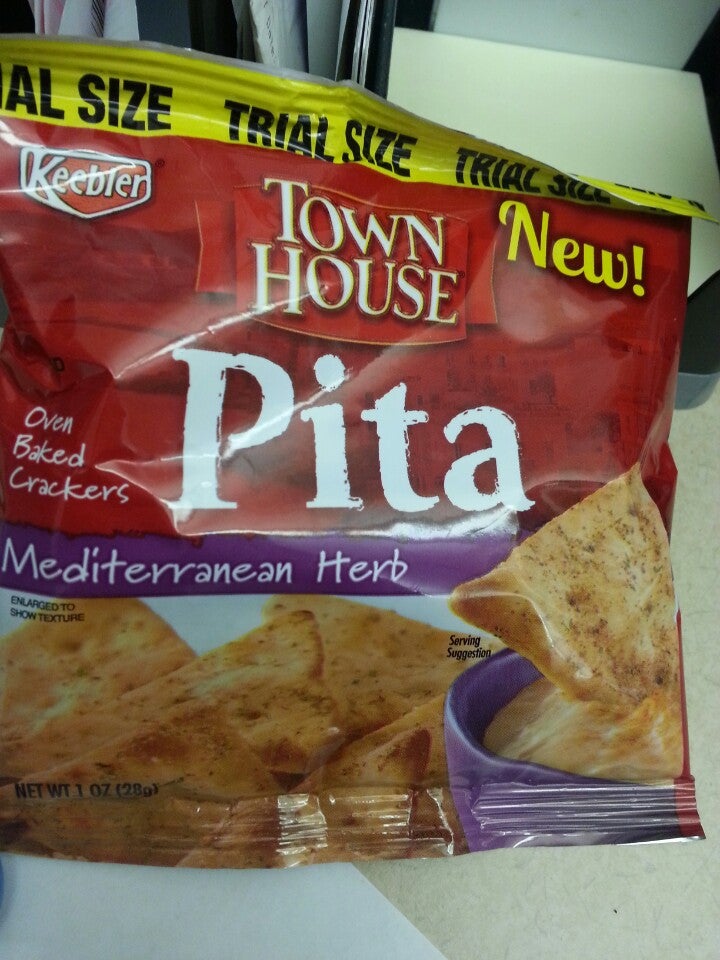 IAL SIZE TRIAL SIZE TRIAL SIZE
Keebler®
TOWN
HOUSE
New!
Pita
Oven
Baked
Crackers
Mediterranean Herb
ENLARGED TO
SHOW TEXTURE
Serving
Suggestion
NET WT 1 OZ (28g)